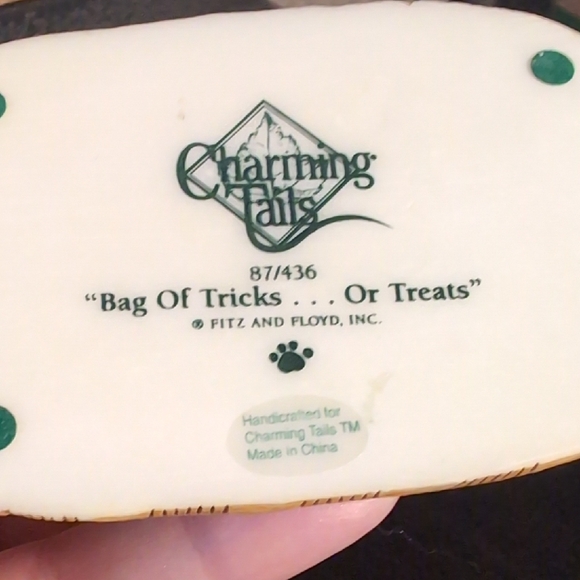 Charming
Tails
87/436
“Bag Of Tricks . . . Or Treats”
® FITZ AND FLOYD, INC.
Handcrafted for
Charming Tails TM
Made in China